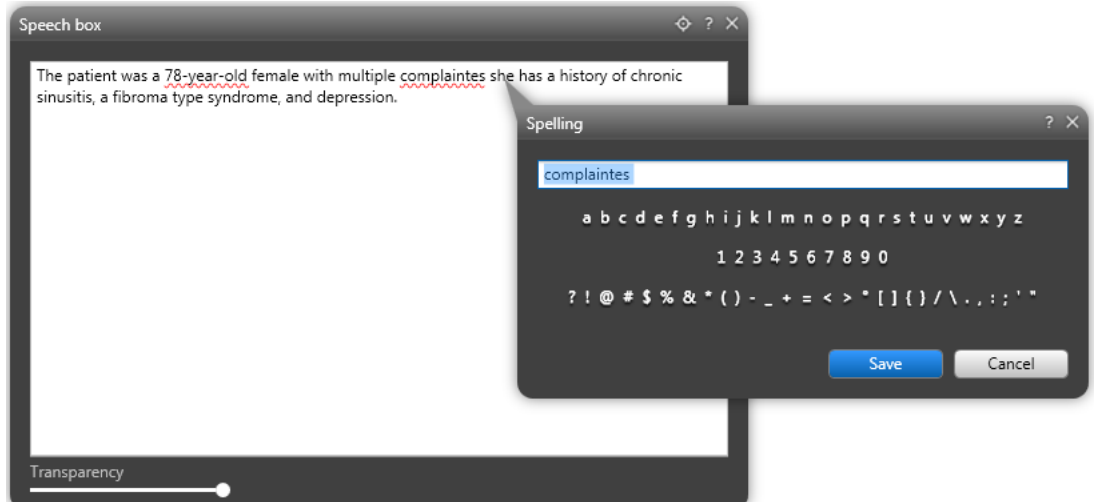 Speech box
?
The patient was a 78-year-old female with multiple complaintes she has a history of chronic
sinusitis, a fibroma type syndrome, and depression.
Spelling
?
complaintes
a b c d e f g h i j k l m n o p q r s t u v w x y z
1 2 3 4 5 6 7 8 9 0
? ! @ # $ % & * ( ) - _ + = < > ° [ ] { } / \ . , : ; ' "
Save Cancel
Transparency